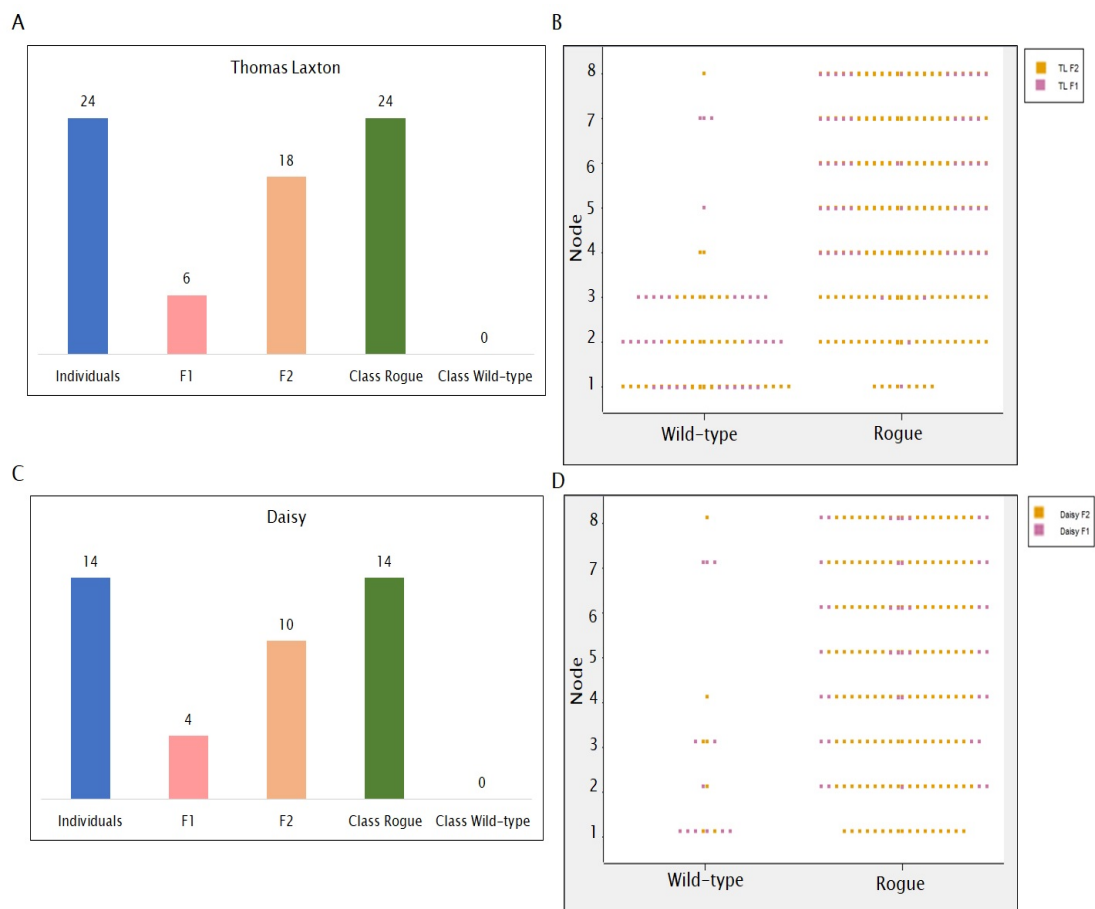 A
Thomas Laxton
24
6
18
24
0
Individuals
F1
F2
Class Rogue
Class Wild-type
B
TL F2
TL F1
Node
8
7
6
5
4
3
2
1
Wild-type
Rogue
C
Daisy
14
4
10
14
0
Individuals
F1
F2
Class Rogue
Class Wild-type
D
Daisy F2
Daisy F1
Node
8
7
6
5
4
3
2
1
Wild-type
Rogue